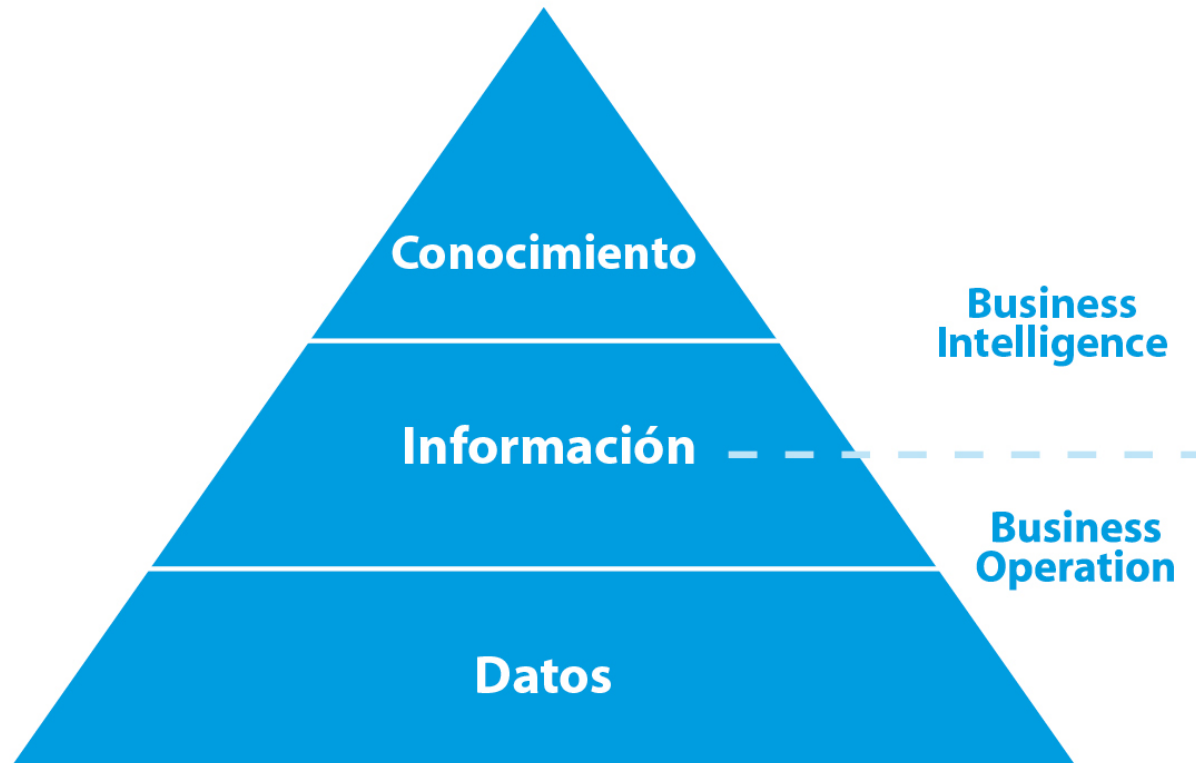 Conocimiento
Business
Intelligence
Información
Business
Operation
Datos